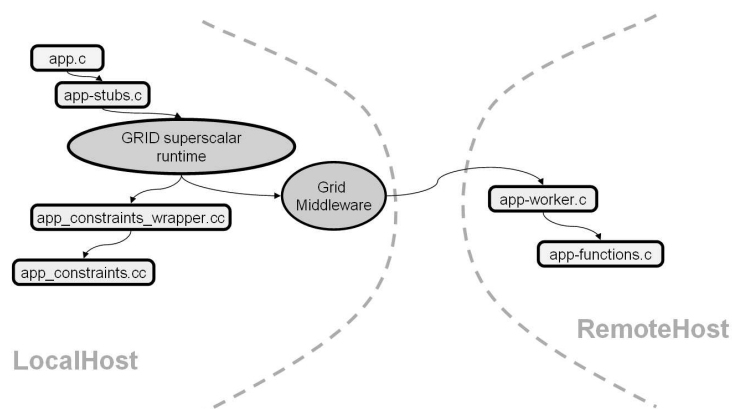 app.c
app-stubs.c
GRID superscalar
runtime
Grid
Middleware
app-worker.c
app_constraints_wrapper.cc
app-functions.c
app_constraints.cc
RemoteHost
LocalHost